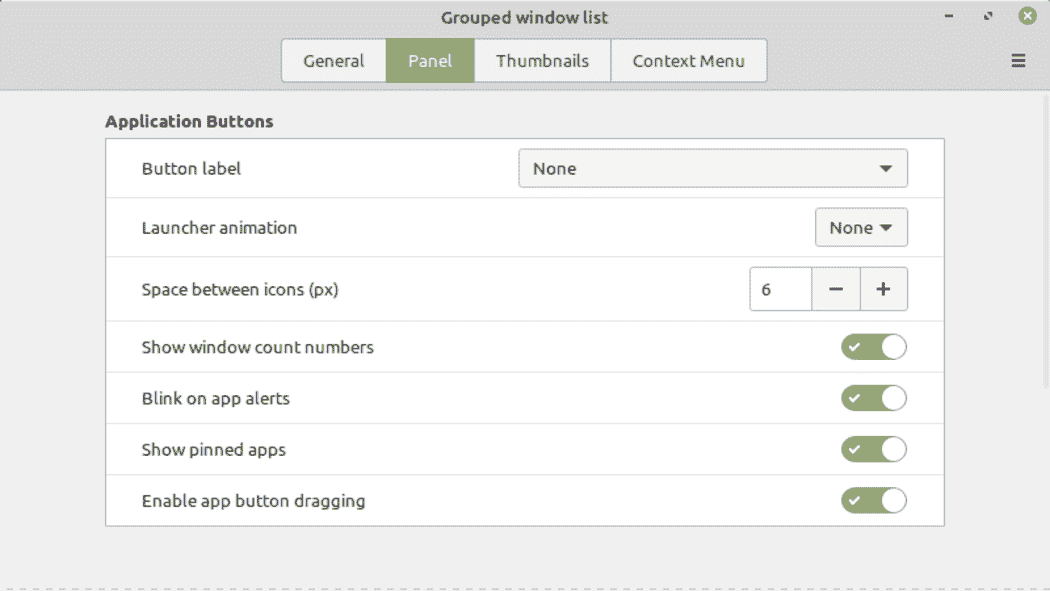 Grouped window list
General Panel Thumbnails Context Menu
Application Buttons
Button label None
Launcher animation None
Space between icons (px) 6
Show window count numbers
Blink on app alerts
Show pinned apps
Enable app button dragging